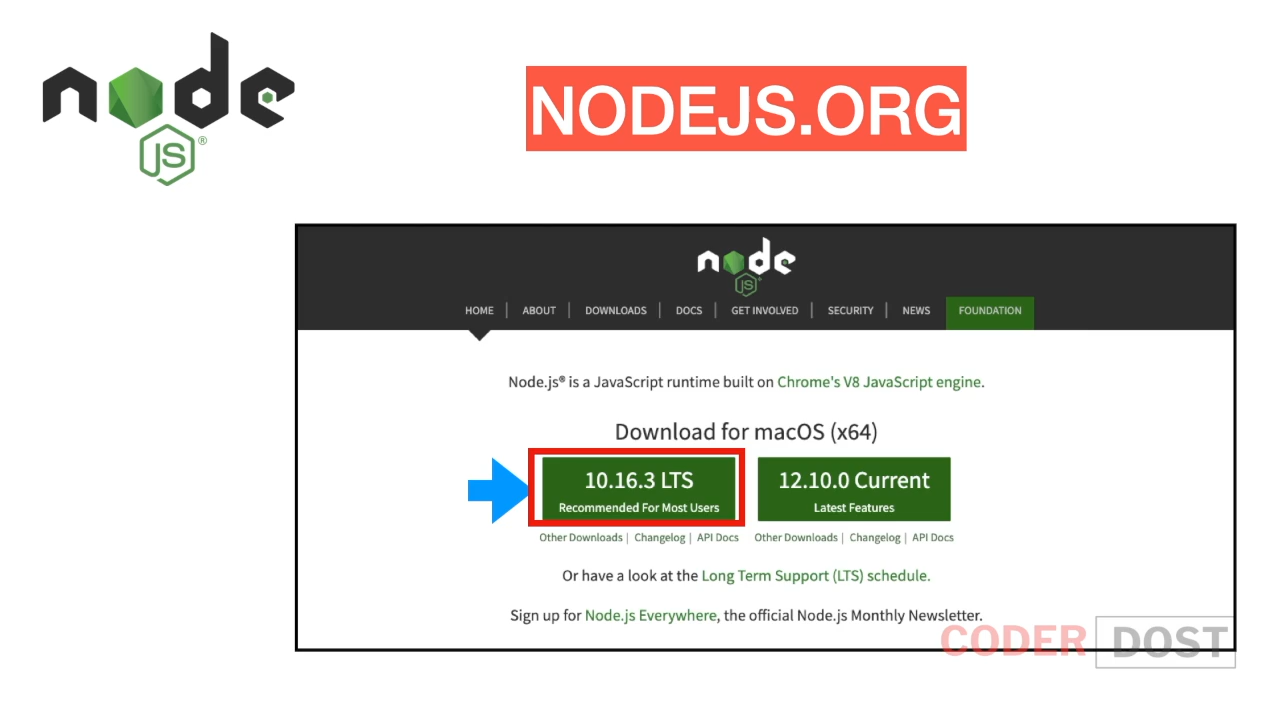 node
JS®
NODEJS.ORG
node
JS
HOME | ABOUT | DOWNLOADS | DOCS | GET INVOLVED | SECURITY | NEWS FOUNDATION
Node.js® is a JavaScript runtime built on Chrome's V8 JavaScript engine.
Download for macOS (x64)
10.16.3 LTS
Recommended For Most Users
12.10.0 Current
Latest Features
Other Downloads | Changelog | API Docs
Other Downloads | Changelog | API Docs
Or have a look at the Long Term Support (LTS) schedule.
Sign up for Node.js Everywhere, the official Node.js Monthly Newsletter.
CODER DOST